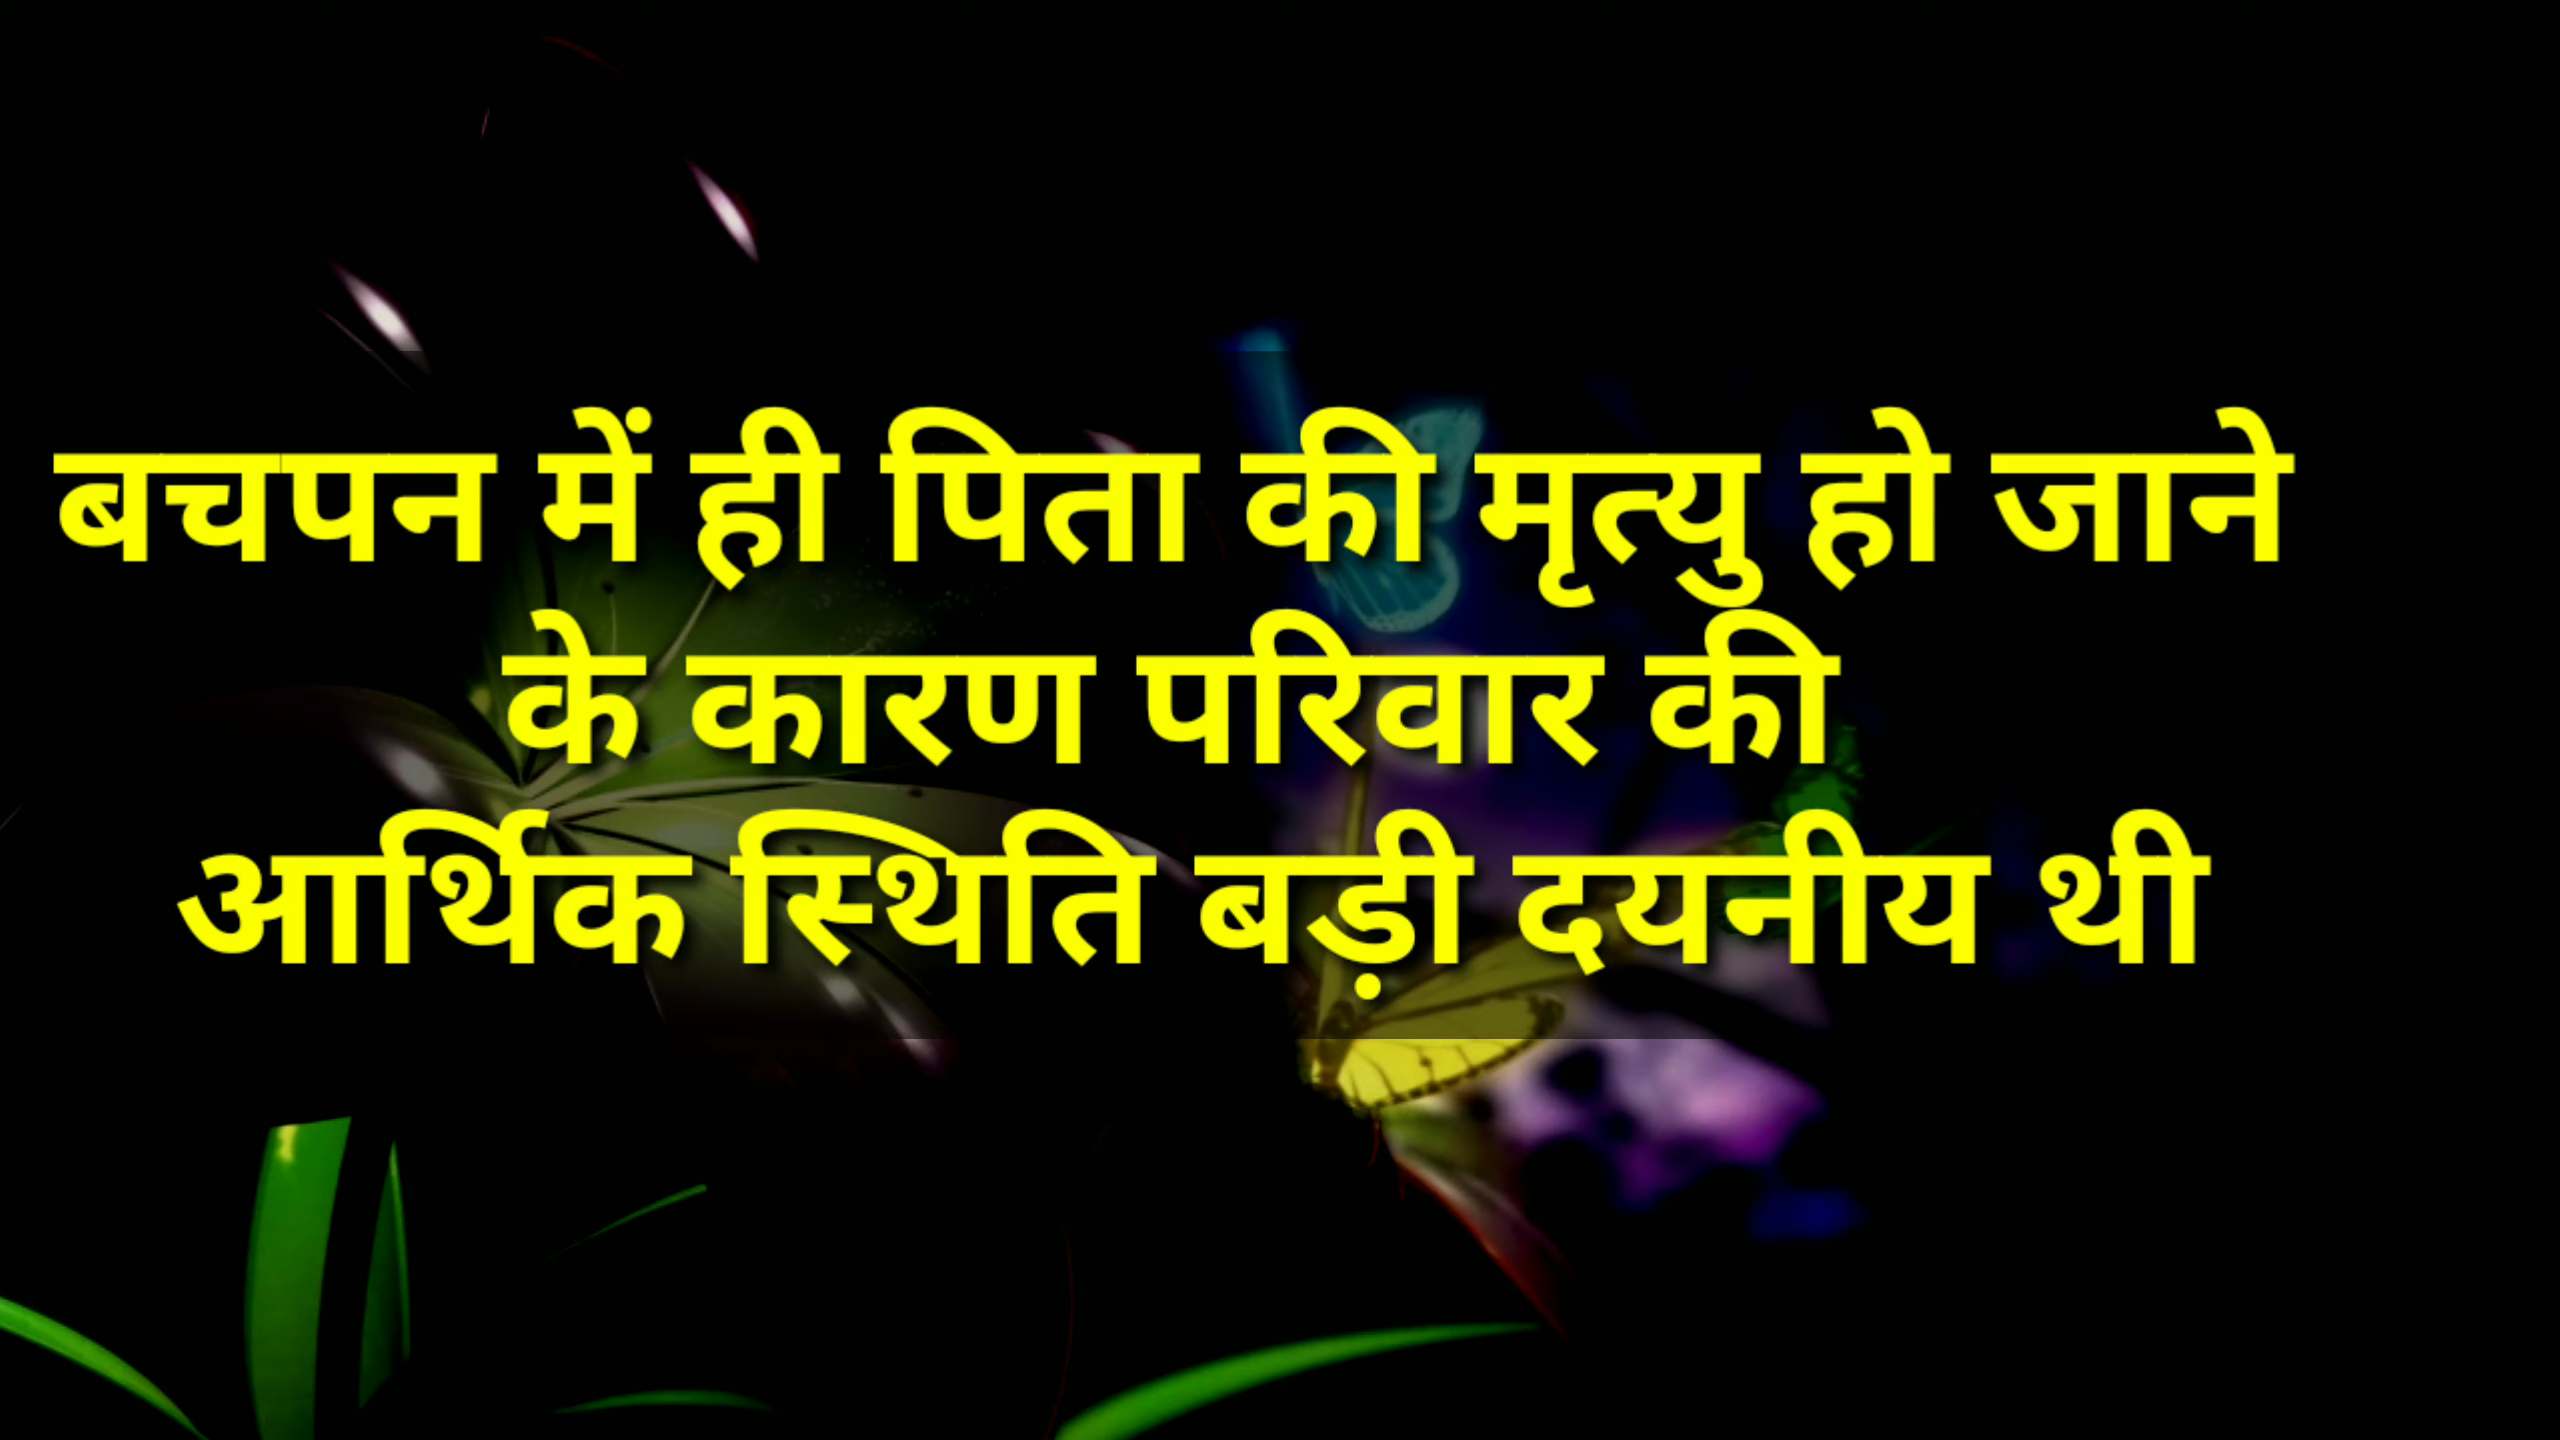 बचपन में ही पिता की मृत्यु हो जाने
के कारण परिवार की
आर्थिक स्थिति बड़ी दयनीय थी